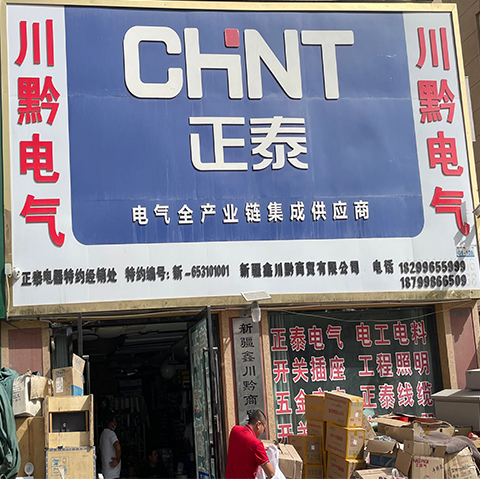 川黔电气
CHNT
正泰
电气全产业链集成供应商
川黔电气
正泰电器特约经销处 特约编号:新-653101001 新疆鑫川黔商贸有限公司 电话 18299655999
18799866509
新疆鑫川黔商
正泰电气 电工电料
开关插座 工程照明
五金 正泰线缆
开关